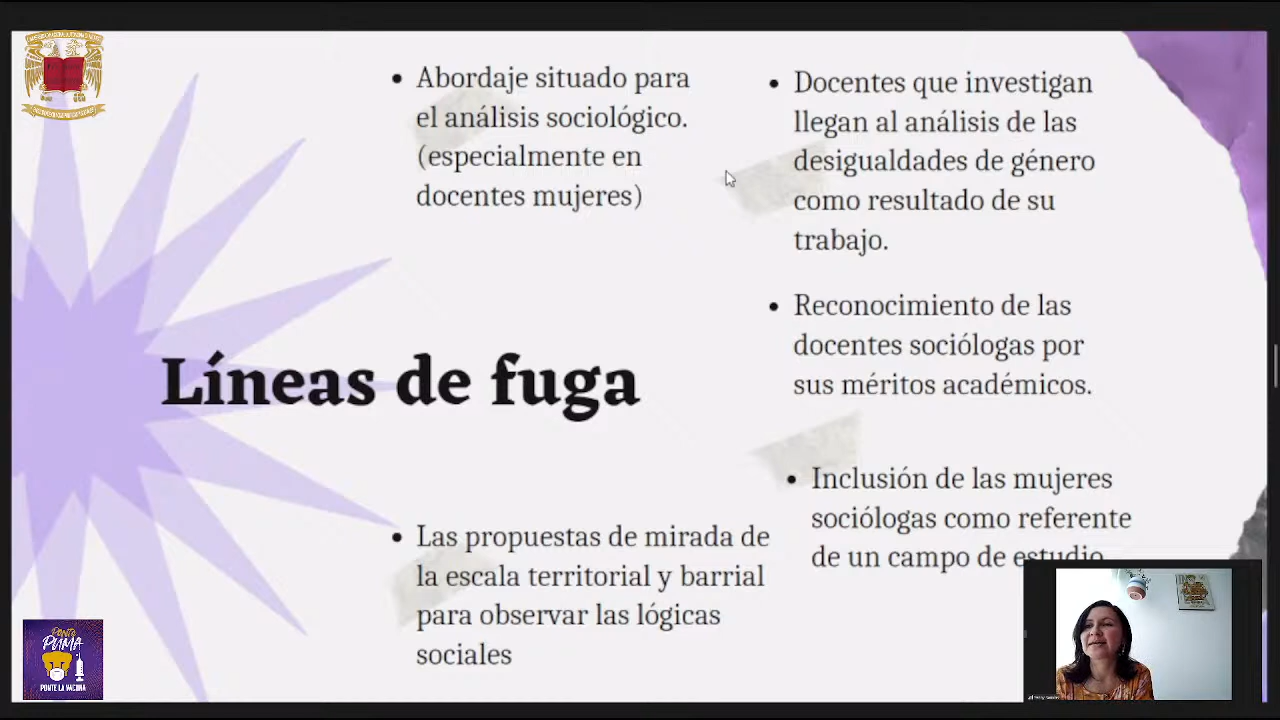 Abordaje situado para
el análisis sociológico.
(especialmente en
docentes mujeres)
Líneas de fuga
Las propuestas de mirada de
la escala territorial y barrial
para observar las lógicas
sociales
Docentes que investigan
llegan al análisis de las
desigualdades de género
como resultado de su
trabajo.
Reconocimiento de las
docentes sociólogas por
sus méritos académicos.
Inclusión de las mujeres
sociólogas como referente
de un campo de estudio
PONTE
PUMA
PONTE LA VACUNA